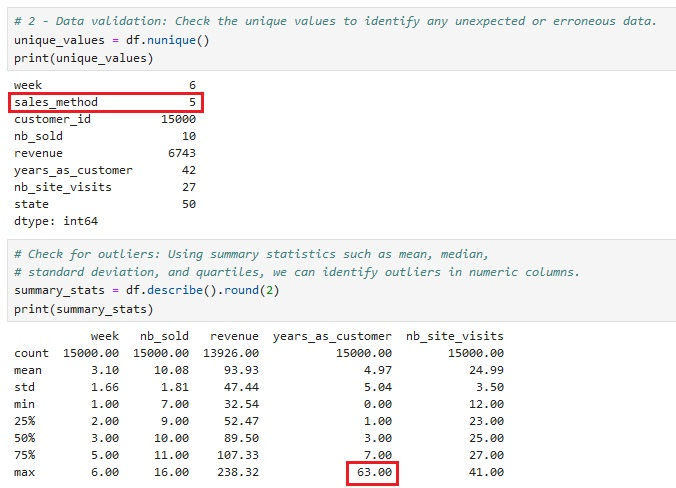 # 2 - Data validation: Check the unique values to identify any unexpected or erroneous data.
unique_values = df.nunique()
print(unique_values)
week 6
sales_method 5
customer_id 15000
nb_sold 10
revenue 6743
years_as_customer 42
nb_site_visits 27
state 50
dtype: int64
# Check for outliers: Using summary statistics such as mean, median,
# standard deviation, and quartiles, we can identify outliers in numeric columns.
summary_stats = df.describe().round(2)
print(summary_stats)
week nb_sold revenue years_as_customer nb_site_visits
count 15000.00 15000.00 13926.00 15000.00 15000.00
mean 3.10 10.08 93.93 4.97 24.99
std 1.66 1.81 47.44 5.04 3.50
min 1.00 7.00 32.54 0.00 12.00
25% 2.00 9.00 52.47 1.00 23.00
50% 3.00 10.00 89.50 3.00 25.00
75% 5.00 11.00 107.33 7.00 27.00
max 6.00 16.00 238.32 63.00 41.00